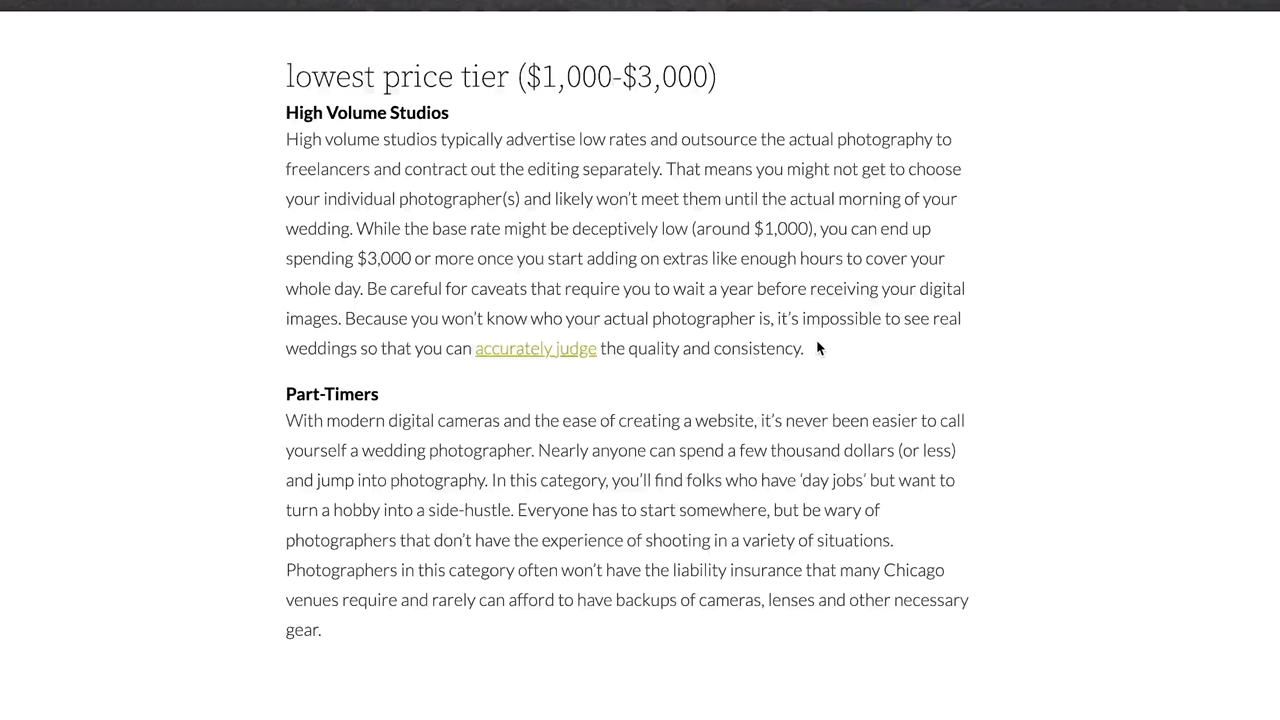 lowest price tier ($1,000-$3,000)
High Volume Studios
High volume studios typically advertise low rates and outsource the actual photography to
freelancers and contract out the editing separately. That means you might not get to choose
your individual photographer(s) and likely won’t meet them until the actual morning of your
wedding. While the base rate might be deceptively low (around $1,000), you can end up
spending $3,000 or more once you start adding on extras like enough hours to cover your
whole day. Be careful for caveats that require you to wait a year before receiving your digital
images. Because you won’t know who your actual photographer is, it’s impossible to see real
weddings so that you can accurately judge the quality and consistency.
Part-Timers
With modern digital cameras and the ease of creating a website, it’s never been easier to call
yourself a wedding photographer. Nearly anyone can spend a few thousand dollars (or less)
and jump into photography. In this category, you’ll find folks who have ‘day jobs’ but want to
turn a hobby into a side-hustle. Everyone has to start somewhere, but be wary of
photographers that don’t have the experience of shooting in a variety of situations.
Photographers in this category often won’t have the liability insurance that many Chicago
venues require and rarely can afford to have backups of cameras, lenses and other necessary
gear.